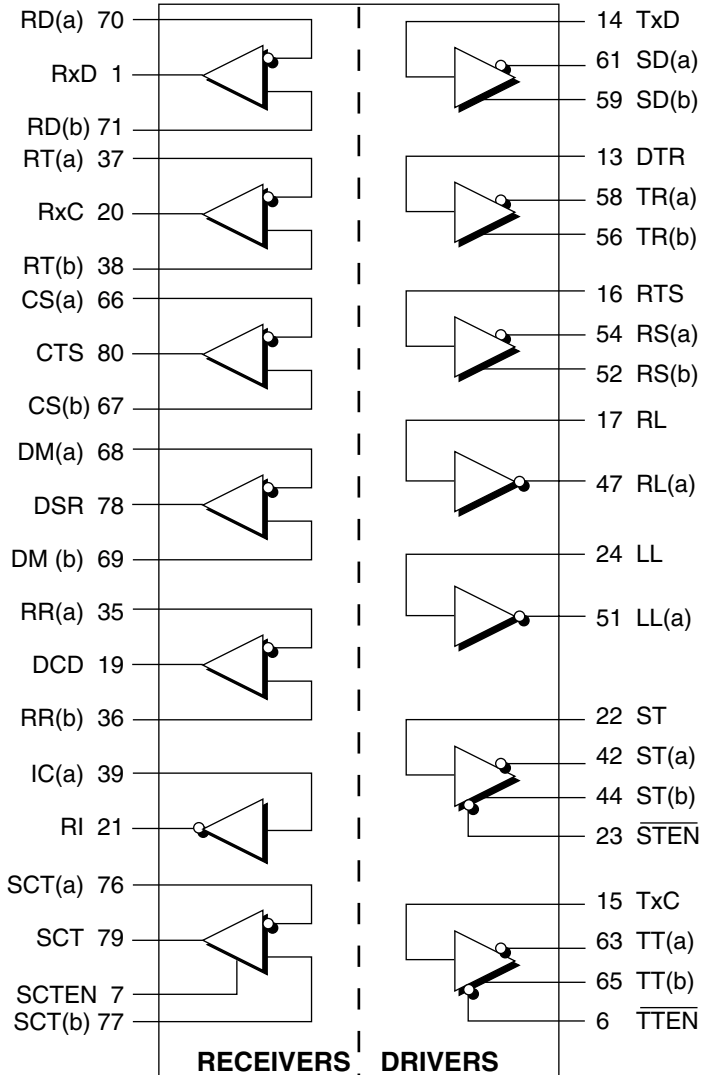 RD(a) 70
RxD 1
RD(b) 71
RT(a) 37
RxC 20
RT(b) 38
CS(a) 66
CTS 80
CS(b) 67
DM(a) 68
DSR 78
DM (b) 69
RR(a) 35
DCD 19
RR(b) 36
IC(a) 39
RI 21
SCT(a) 76
SCT 79
SCTEN 7
SCT(b) 77
RECEIVERS
14 TxD
61 SD(a)
59 SD(b)
13 DTR
58 TR(a)
56 TR(b)
16 RTS
54 RS(a)
52 RS(b)
17 RL
47 RL(a)
24 LL
51 LL(a)
22 ST
42 ST(a)
44 ST(b)
23 S̅T̅E̅N̅
15 TxC
63 TT(a)
65 TT(b)
6 T̅T̅E̅N̅
DRIVERS